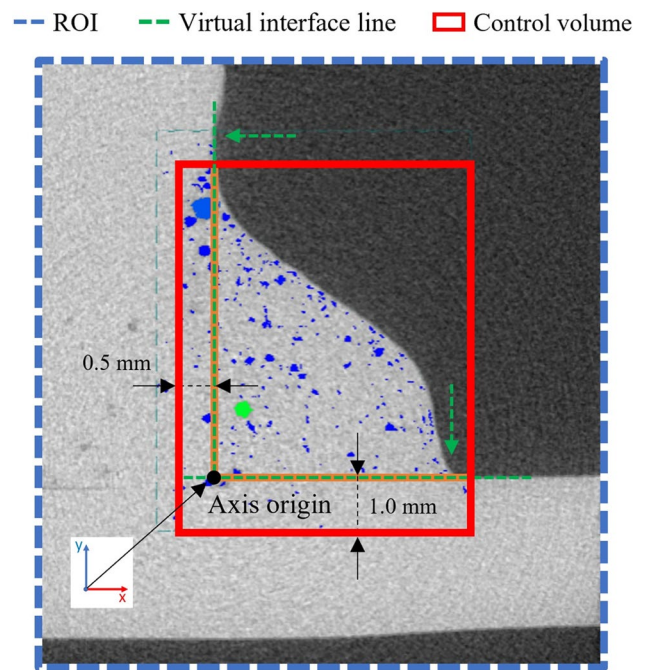 ROI Virtual interface line Control volume
0.5 mm
Axis origin
1.0 mm
y
x